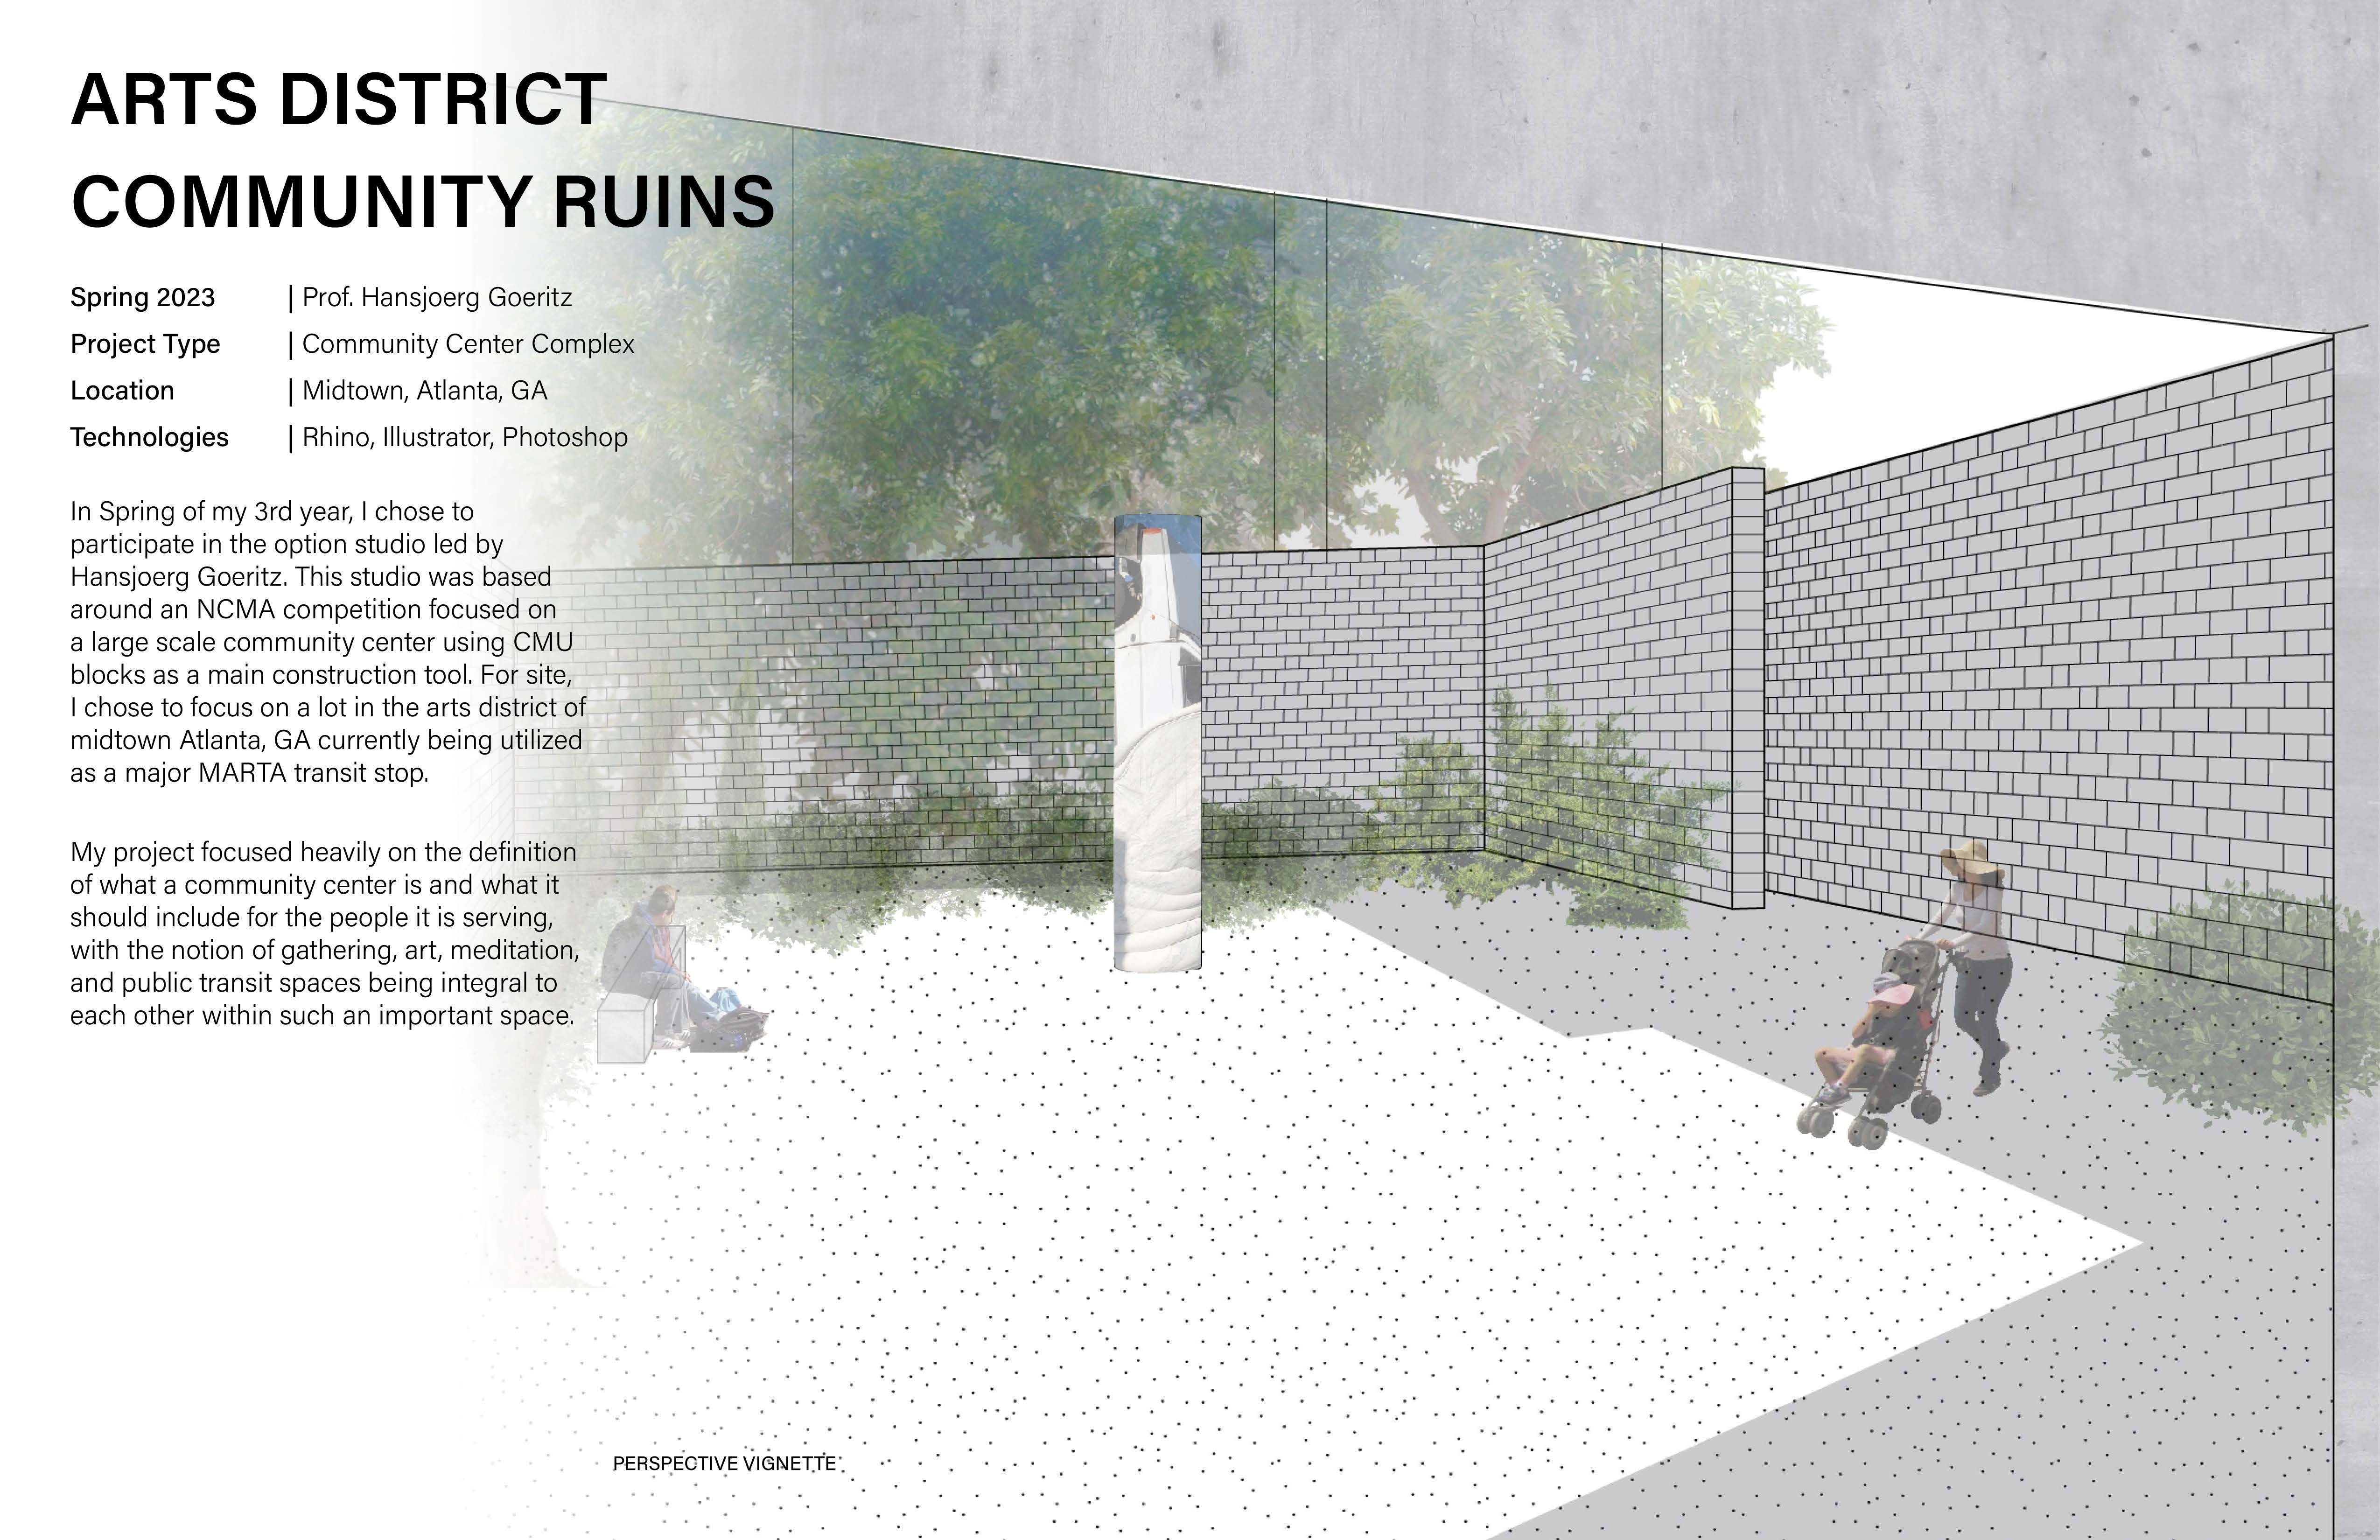 ARTS DISTRICT
COMMUNITY RUINS
Spring 2023 | Prof. Hansjoerg Goeritz
Project Type | Community Center Complex
Location | Midtown, Atlanta, GA
Technologies | Rhino, Illustrator, Photoshop
In Spring of my 3rd year, I chose to
participate in the option studio led by
Hansjoerg Goeritz. This studio was based
around an NCMA competition focused on
a large scale community center using CMU
blocks as a main construction tool. For site,
I chose to focus on a lot in the arts district of
midtown Atlanta, GA currently being utilized
as a major MARTA transit stop.
My project focused heavily on the definition
of what a community center is and what it
should include for the people it is serving,
with the notion of gathering, art, meditation,
and public transit spaces being integral to
each other within such an important space.
PERSPECTIVE VIGNETTE